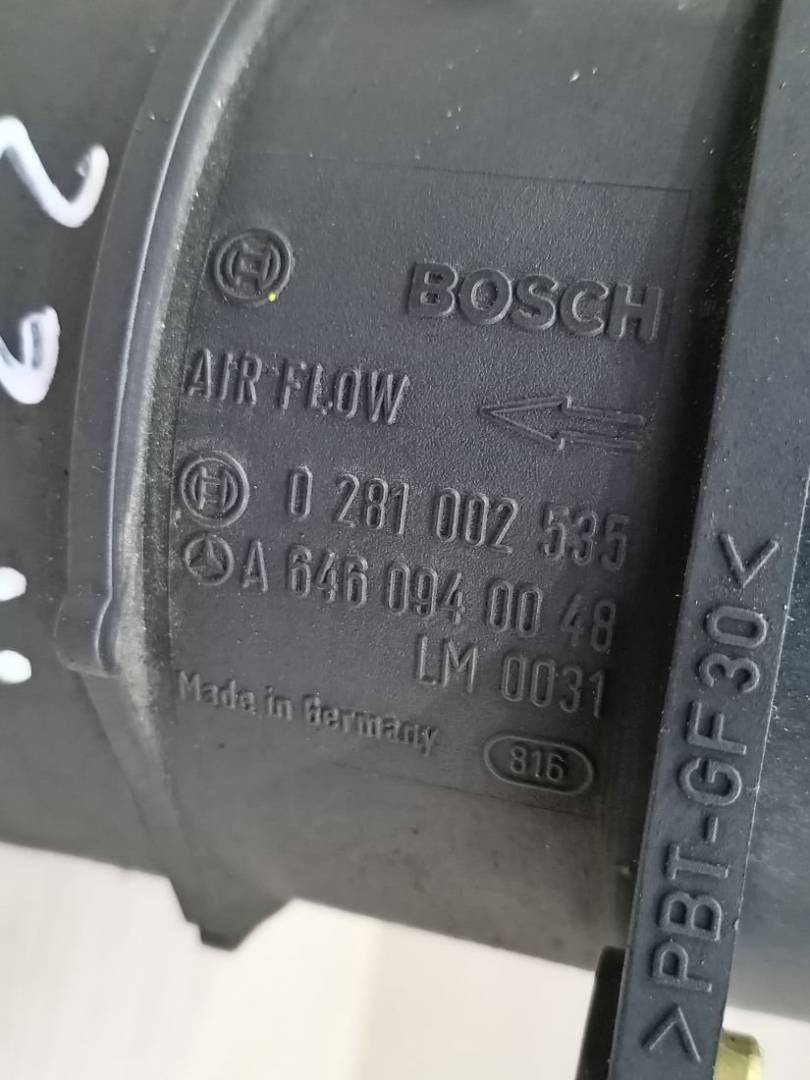 BOSCH
AIR FLOW
0 281 002 535
A 646 094 00 48
LM 0031
Made in Germany
816
>PBT-GF30<